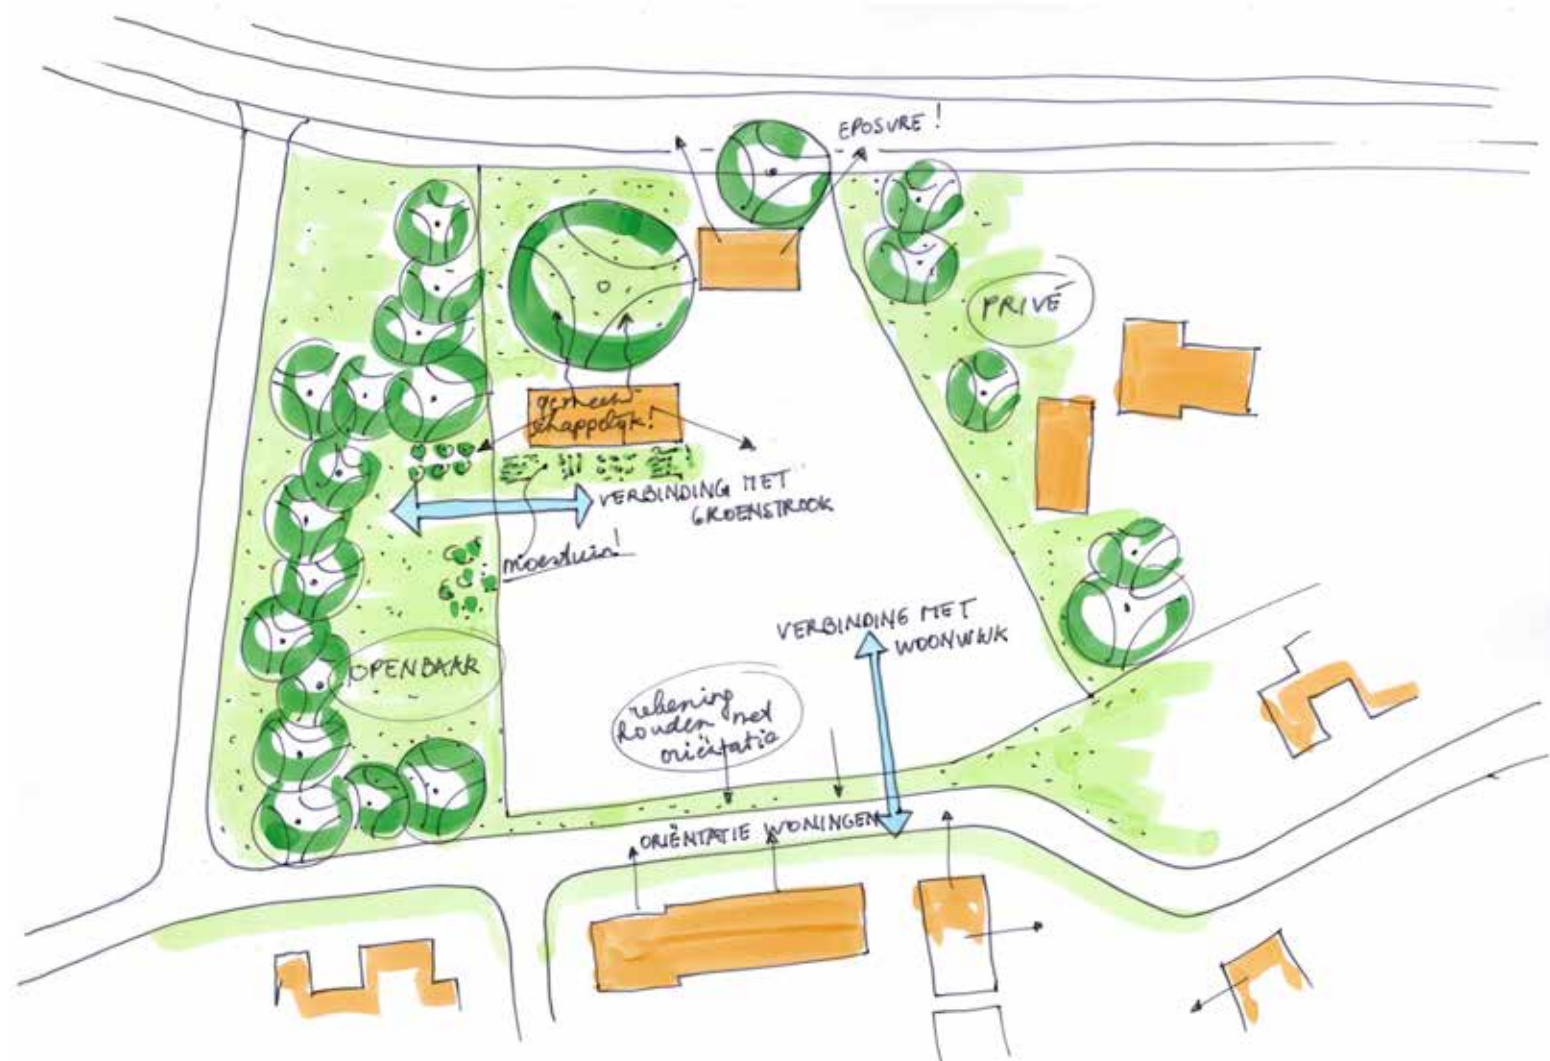 EPOSURE!
PRIVÉ
gemeen-
schappelijk!
VERBINDING MET
GROENSTROOK
moestuin!
VERBINDING MET
WOONWIJK
OPENBAAR
rekening
houden met
oriëntatie
ORIËNTATIE WONINGEN